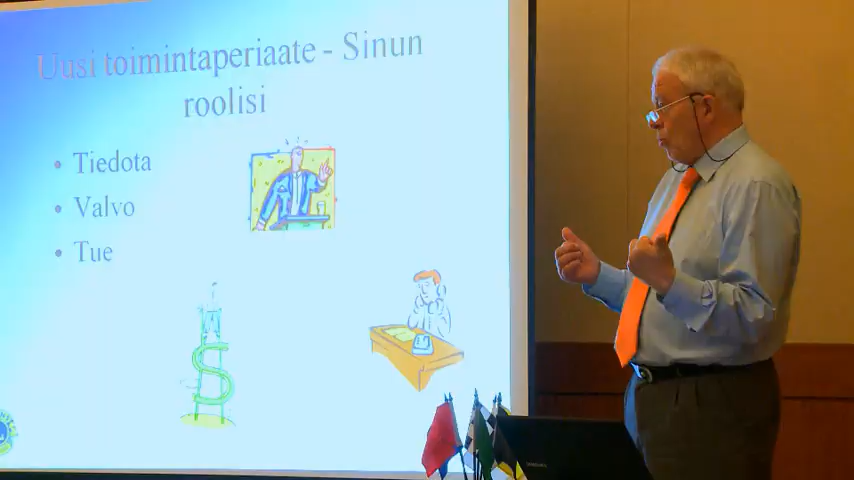 Uusi toimintaperiaate - Sinun
roolisi
• Tiedota
• Valvo
• Tue